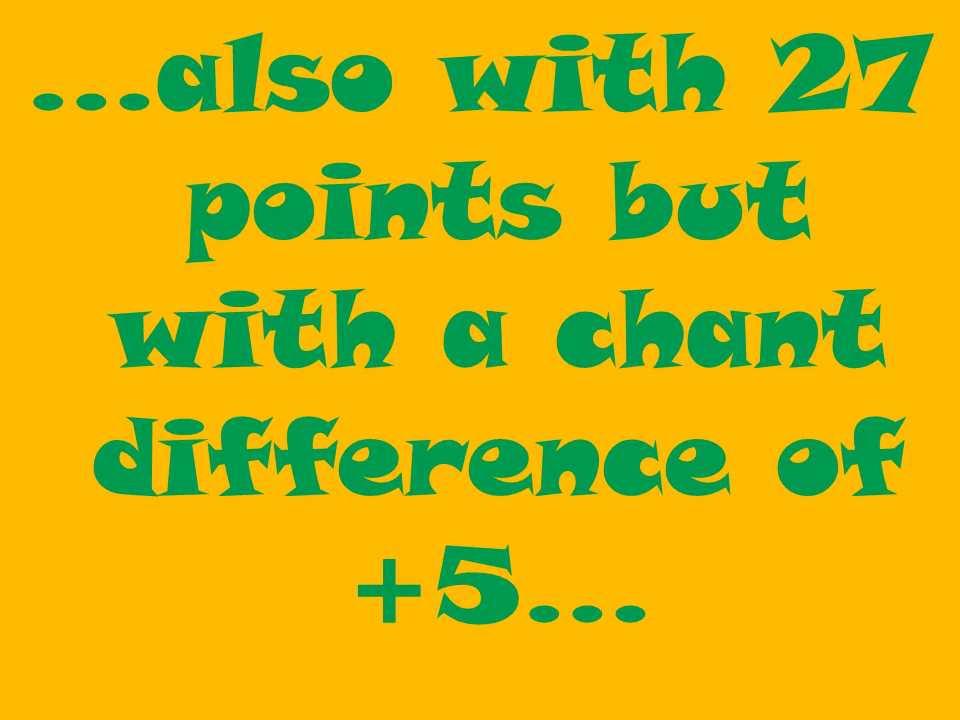 ...also with 27
points but
with a chant
difference of
+5...